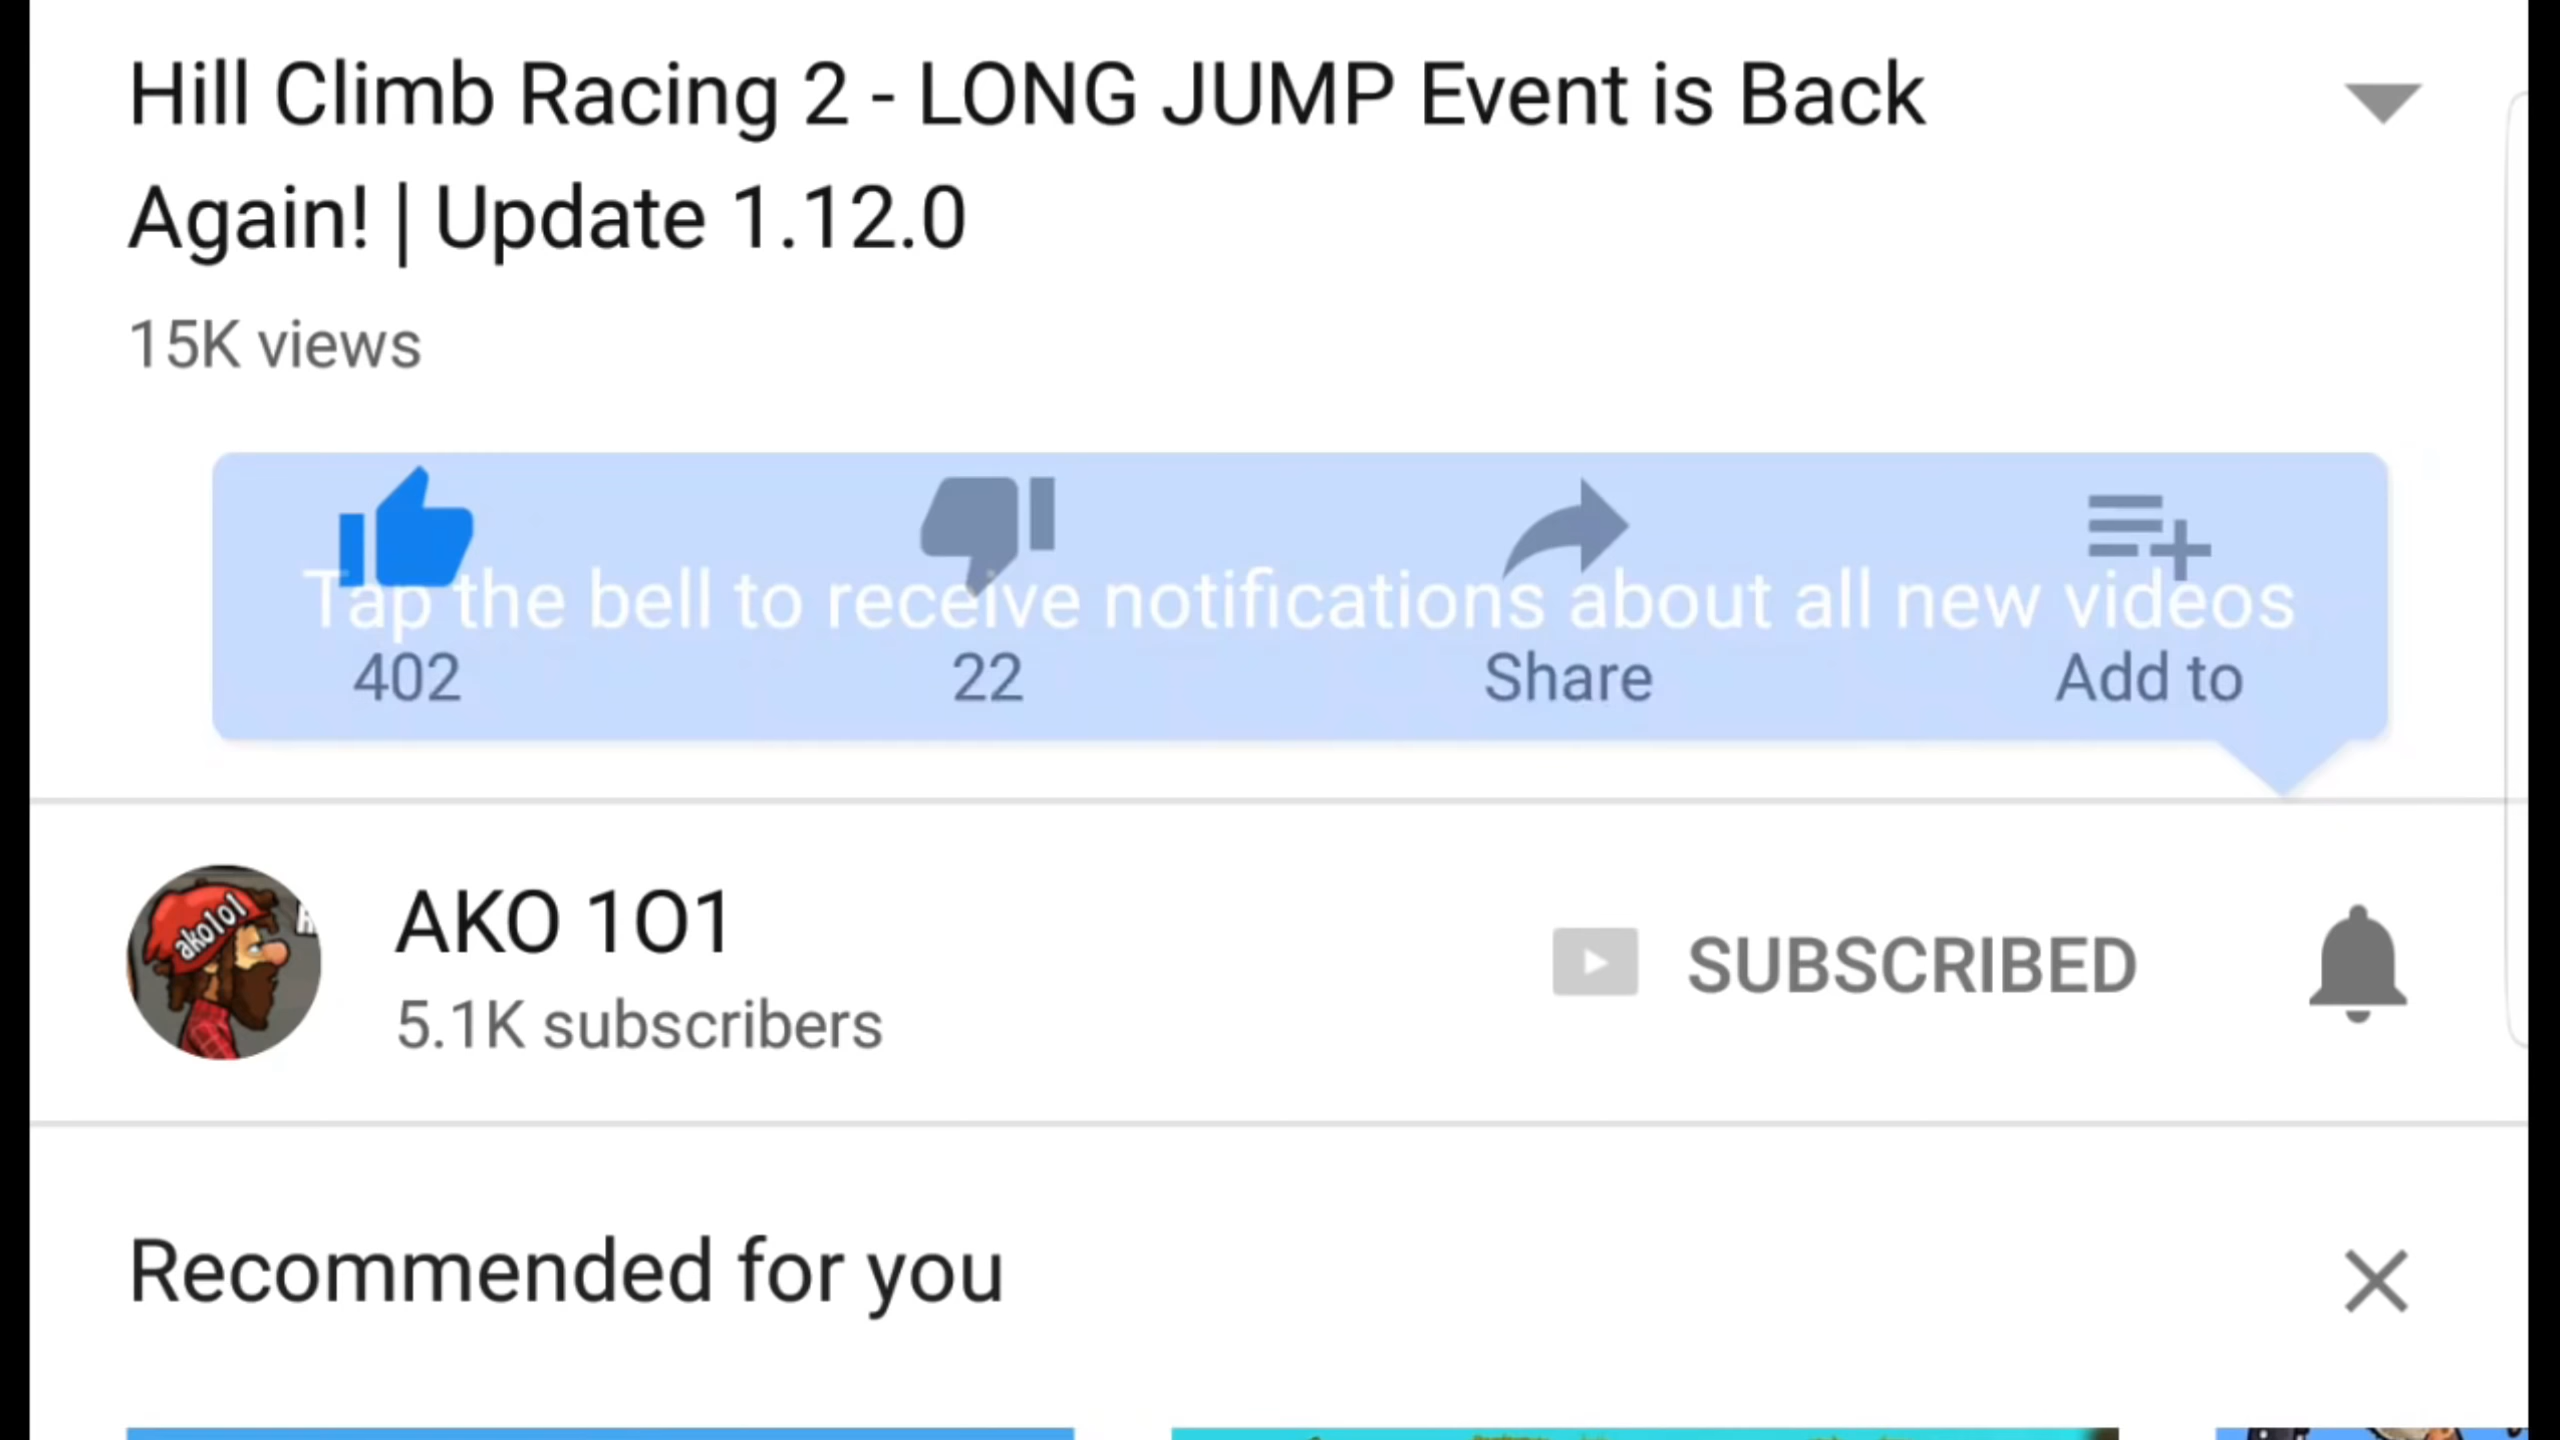 Hill Climb Racing 2 - LONG JUMP Event is Back
Again! | Update 1.12.0
15K views
Tap the bell to receive notifications about all new videos
402
22
Share
Add to
ako101
AKO 1O1
5.1K subscribers
SUBSCRIBED
Recommended for you